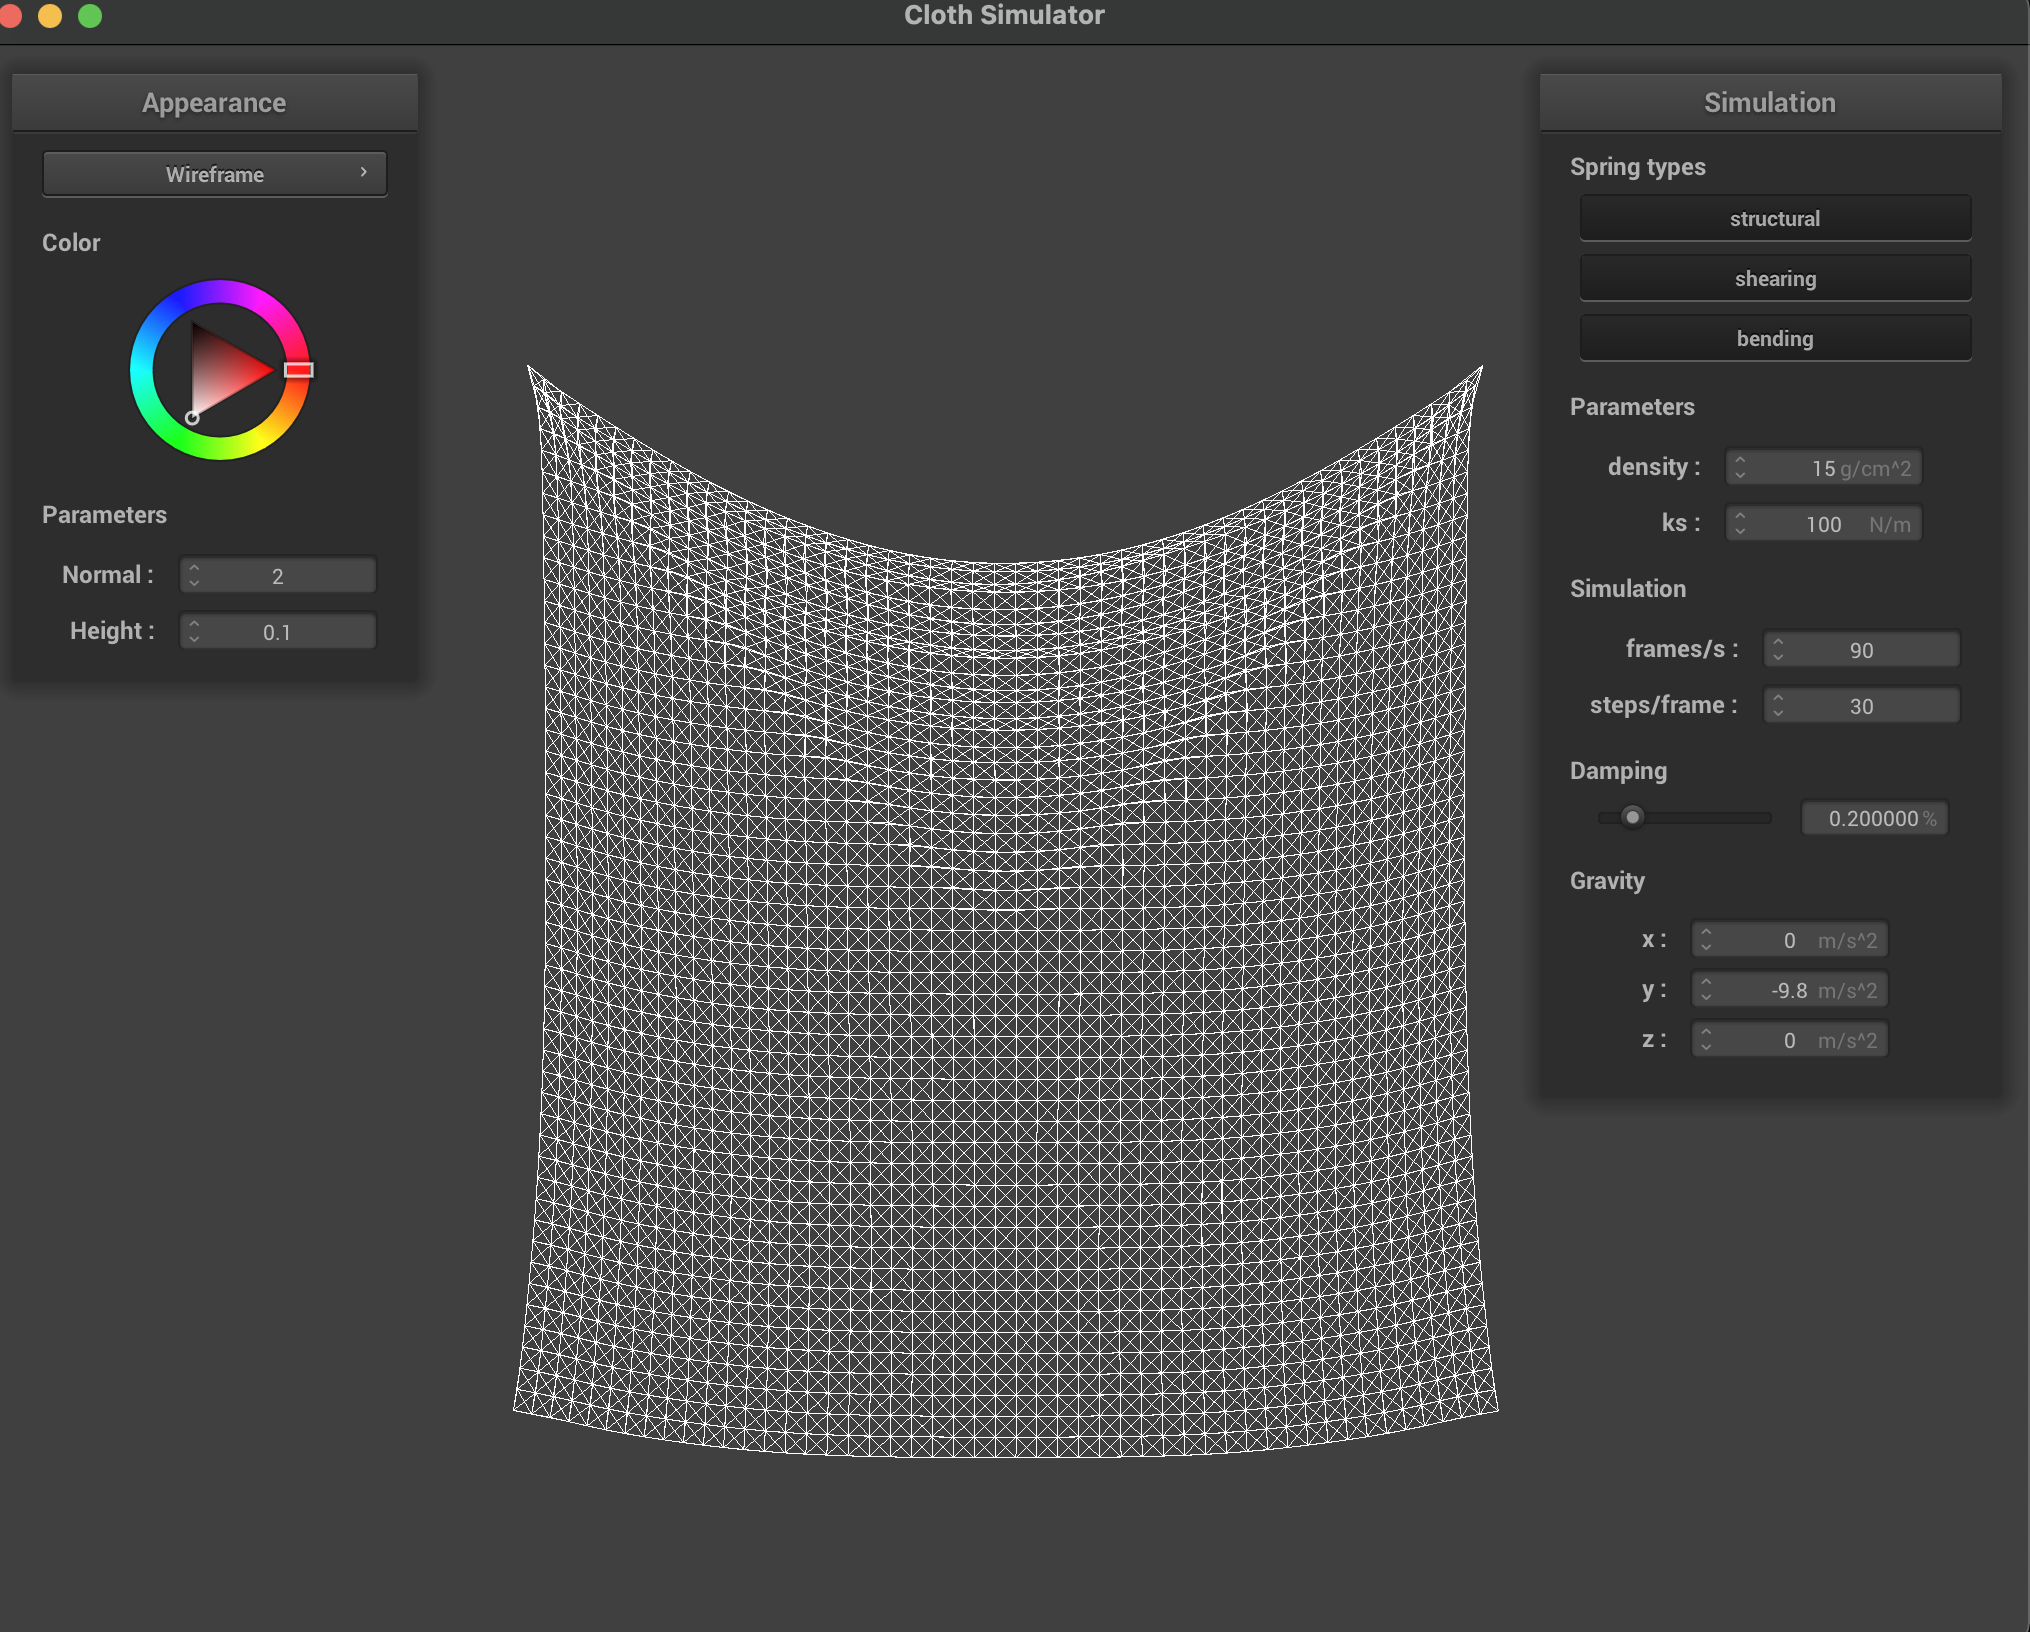 Cloth Simulator
Appearance
Wireframe
Color
Parameters
Normal : 2
Height : 0.1
Simulation
Spring types
structural
shearing
bending
Parameters
density : 15 g/cm^2
ks : 100 N/m
Simulation
frames/s : 90
steps/frame : 30
Damping
0.200000 %
Gravity
x : 0 m/s^2
y : -9.8 m/s^2
z : 0 m/s^2